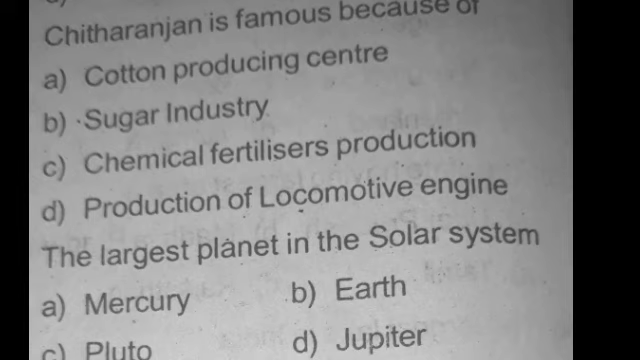 Chitharanjan is famous because of
a) Cotton producing centre
b) Sugar Industry
c) Chemical fertilisers production
d) Production of Locomotive engine
The largest planet in the Solar system
a) Mercury b) Earth
c) Pluto d) Jupiter